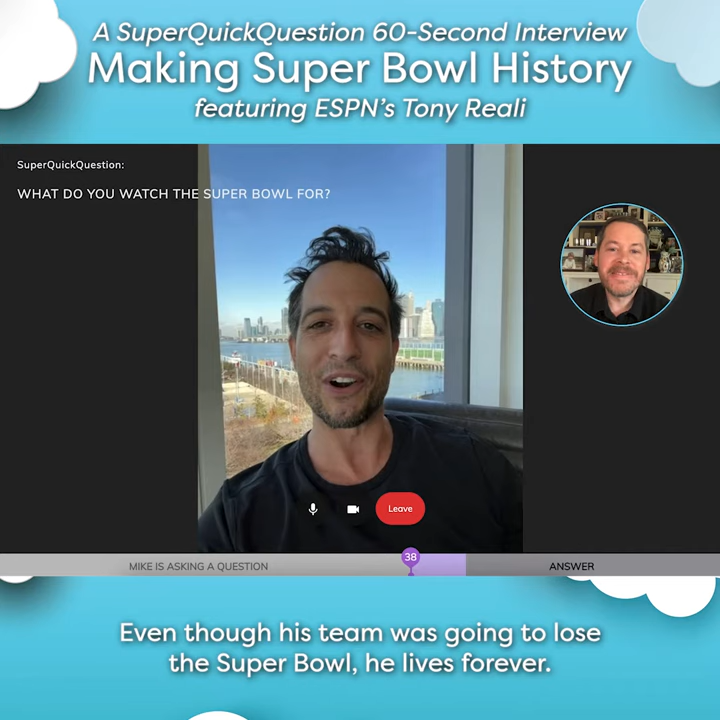 A SuperQuickQuestion 60-Second Interview
Making Super Bowl History
featuring ESPN's Tony Reali
SuperQuickQuestion:
WHAT DO YOU WATCH THE SUPER BOWL FOR?
Leave
38
MIKE IS ASKING A QUESTION
ANSWER
Even though his team was going to lose
the Super Bowl, he lives forever.